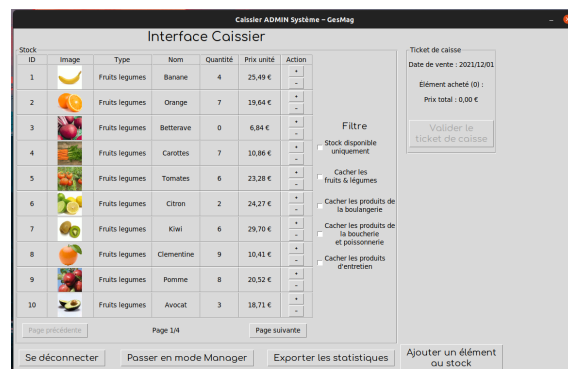 Caissier ADMIN Système – GesMag
Interface Caissier
Stock
ID Image Type Nom Quantité Prix unité Action
1 Fruits legumes Banane 4 25,49 € + -
2 Fruits legumes Orange 7 19,64 € + -
3 Fruits legumes Betterave 0 6,84 € + -
4 Fruits legumes Carottes 7 10,86 € + -
5 Fruits legumes Tomates 6 23,28 € + -
6 Fruits legumes Citron 2 24,27 € + -
7 Fruits legumes Kiwi 6 29,70 € + -
8 Fruits legumes Clementine 9 10,41 € + -
9 Fruits legumes Pomme 8 20,52 € + -
10 Fruits legumes Avocat 3 18,71 € + -
Page précédente Page 1/4 Page suivante
Filtre
Stock disponible
uniquement
Cacher les
fruits & légumes
Cacher les produits de
la boulangerie
Cacher les produits de
la boucherie
et poissonnerie
Cacher les produits
d'entretien
Ticket de caisse
Date de vente : 2021/12/01
Élément acheté (0) :
Prix total : 0,00 €
Valider le
ticket de caisse
Se déconnecter Passer en mode Manager Exporter les statistiques
Ajouter un élément
au stock